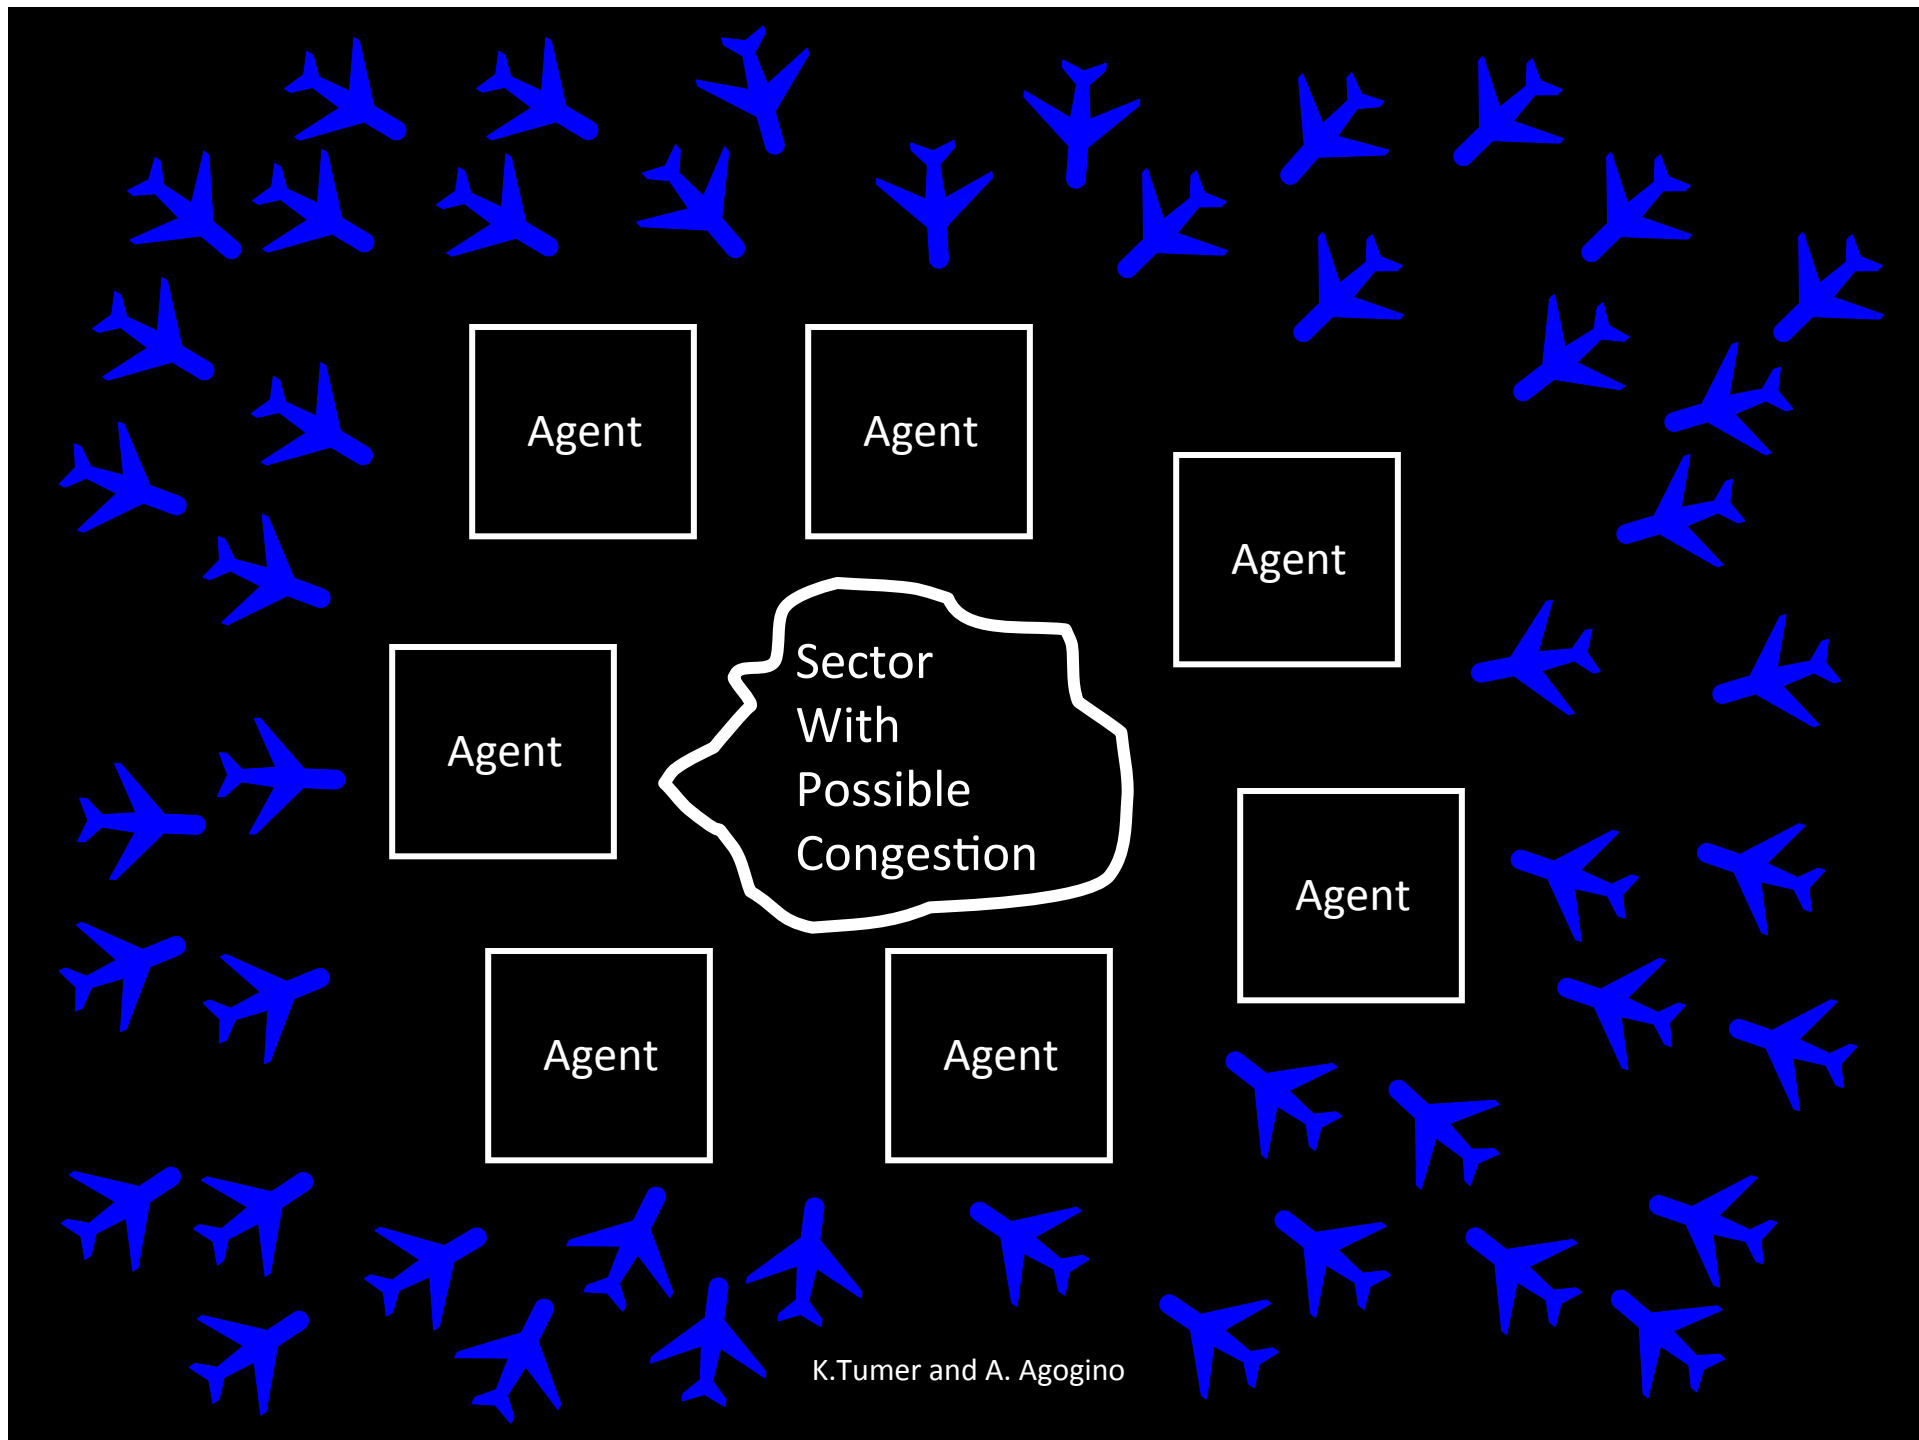 Agent
Agent
Agent
Sector
With
Possible
Congestion
Agent
Agent
Agent
Agent
K.Tumer and A. Agogino